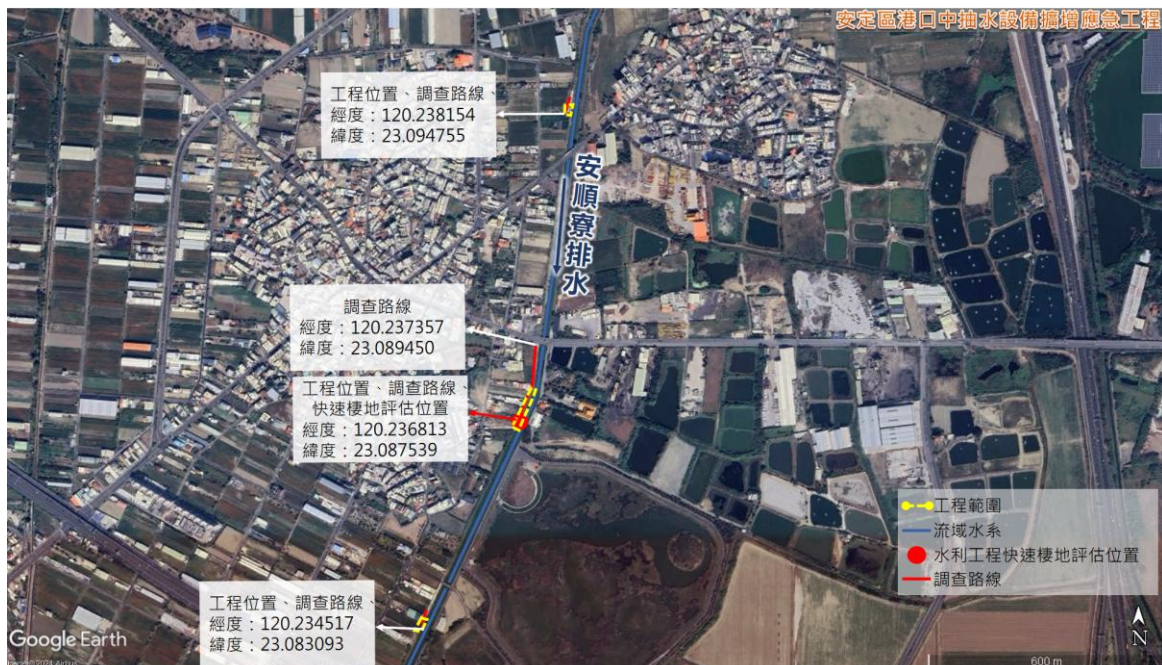 安定區港口中抽水設備擴增應急工程
工程位置、調查路線、
經度：120.238154
緯度：23.094755
安順寮排水
調查路線
經度：120.237357
緯度：23.089450
工程位置、調查路線、
快速棲地評估位置
經度：120.236813
緯度：23.087539
工程範圍
流域水系
水利工程快速棲地評估位置
調查路線
工程位置、調查路線、
經度：120.234517
緯度：23.083093
Google Earth
N
600 m